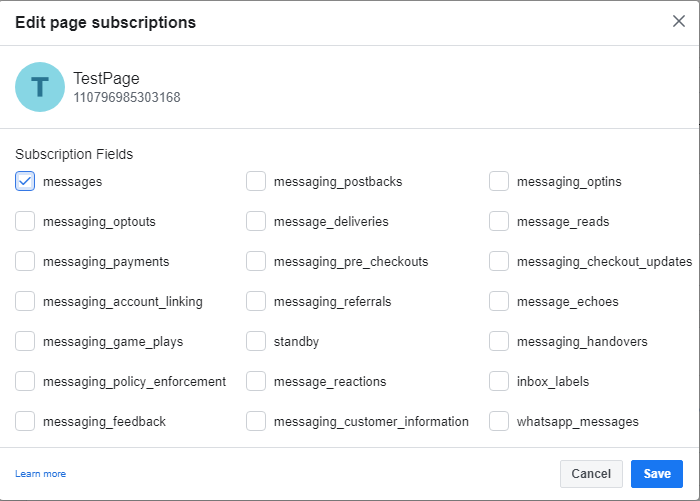 Edit page subscriptions
T
TestPage
110796985303168
Subscription Fields
messages messaging_postbacks messaging_optins
messaging_optouts message_deliveries message_reads
messaging_payments messaging_pre_checkouts messaging_checkout_updates
messaging_account_linking messaging_referrals message_echoes
messaging_game_plays standby messaging_handovers
messaging_policy_enforcement message_reactions inbox_labels
messaging_feedback messaging_customer_information whatsapp_messages
Learn more Cancel Save